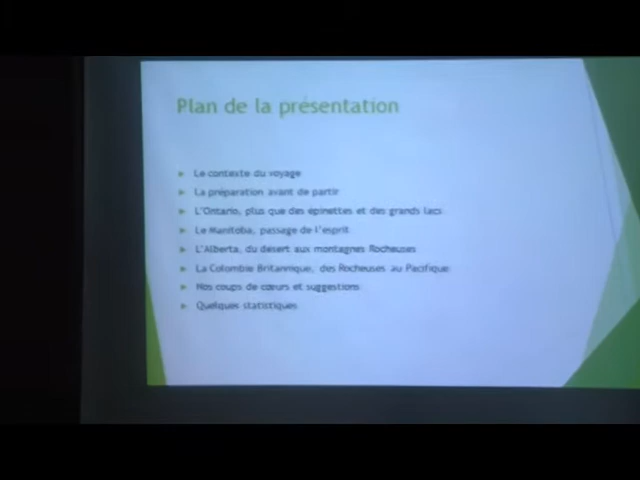 Plan de la présentation
Le contexte du voyage
La préparation avant de partir
L'Ontario, plus que des épinettes et des grands lacs
Le Manitoba, passage de l'esprit
L'Alberta, du désert aux montagnes Rocheuses
La Colombie Britannique, des Rocheuses au Pacifique
Nos coups de cœurs et suggestions
Quelques statistiques